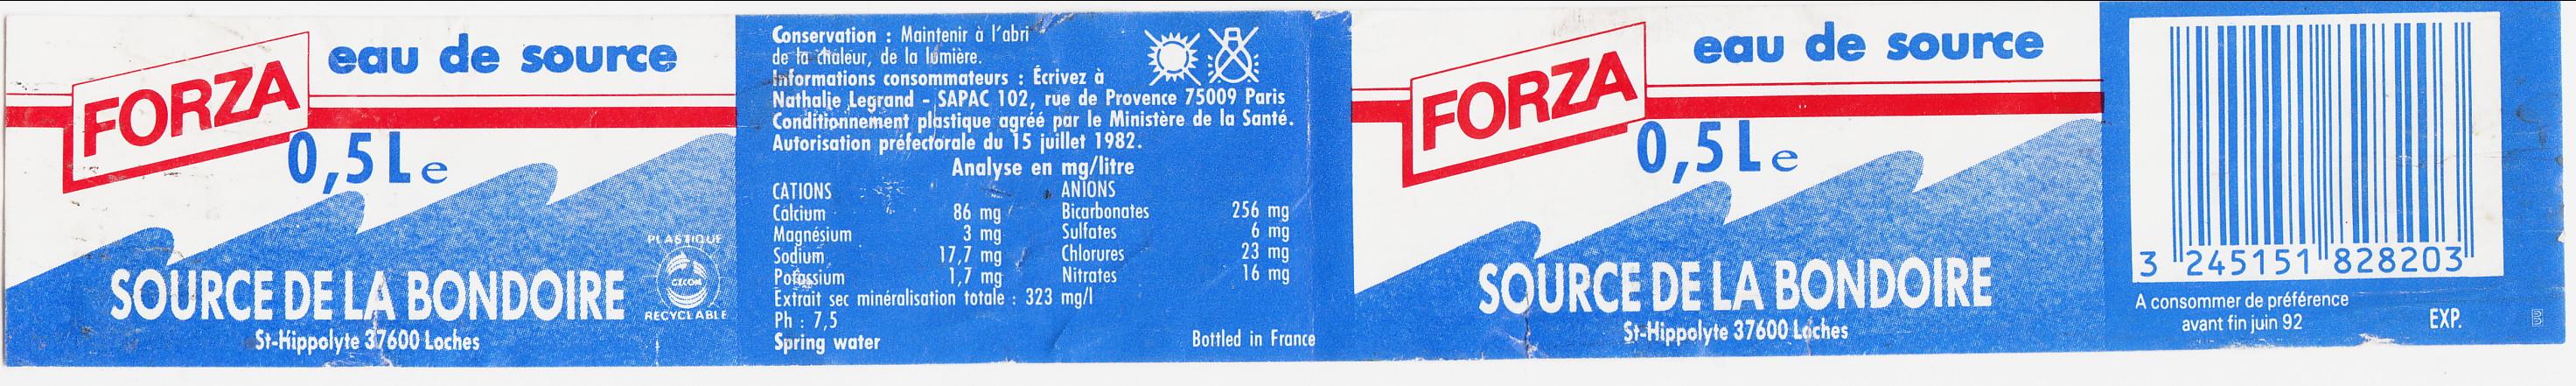 eau de source
FORZA
0,5L e
PLASTIQUE
GECOM
RECYCLABLE
SOURCE DE LA BONDOIRE
St-Hippolyte 37600 Loches
Conservation : Maintenir à l'abri
de la chaleur, de la lumière.
Informations consommateurs : Écrivez à
Nathalie Legrand - SAPAC 102, rue de Provence 75009 Paris
Conditionnement plastique agréé par le Ministère de la Santé.
Autorisation préfectorale du 15 juillet 1982.
Analyse en mg/litre
CATIONS ANIONS
Calcium 86 mg Bicarbonates 256 mg
Magnésium 3 mg Sulfates 6 mg
Sodium 17,7 mg Chlorures 23 mg
Potassium 1,7 mg Nitrates 16 mg
Extrait sec minéralisation totale : 323 mg/l
Ph : 7,5
Spring water Bottled in France
eau de source
FORZA
0,5L e
SOURCE DE LA BONDOIRE
St-Hippolyte 37600 Loches
3 245151 828203
A consommer de préférence
avant fin juin 92 EXP.
B